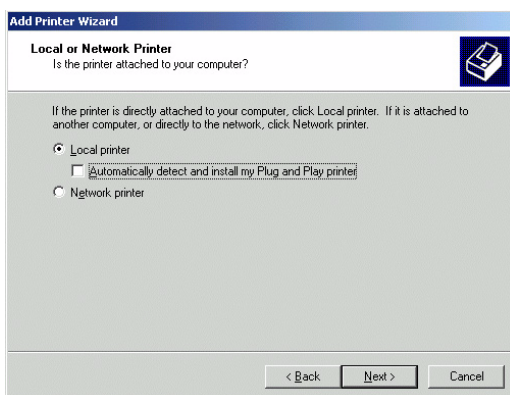 Add Printer Wizard
Local or Network Printer
Is the printer attached to your computer?
If the printer is directly attached to your computer, click Local printer. If it is attached to
another computer, or directly to the network, click Network printer.
Local printer
Automatically detect and install my Plug and Play printer
Network printer
< Back Next > Cancel